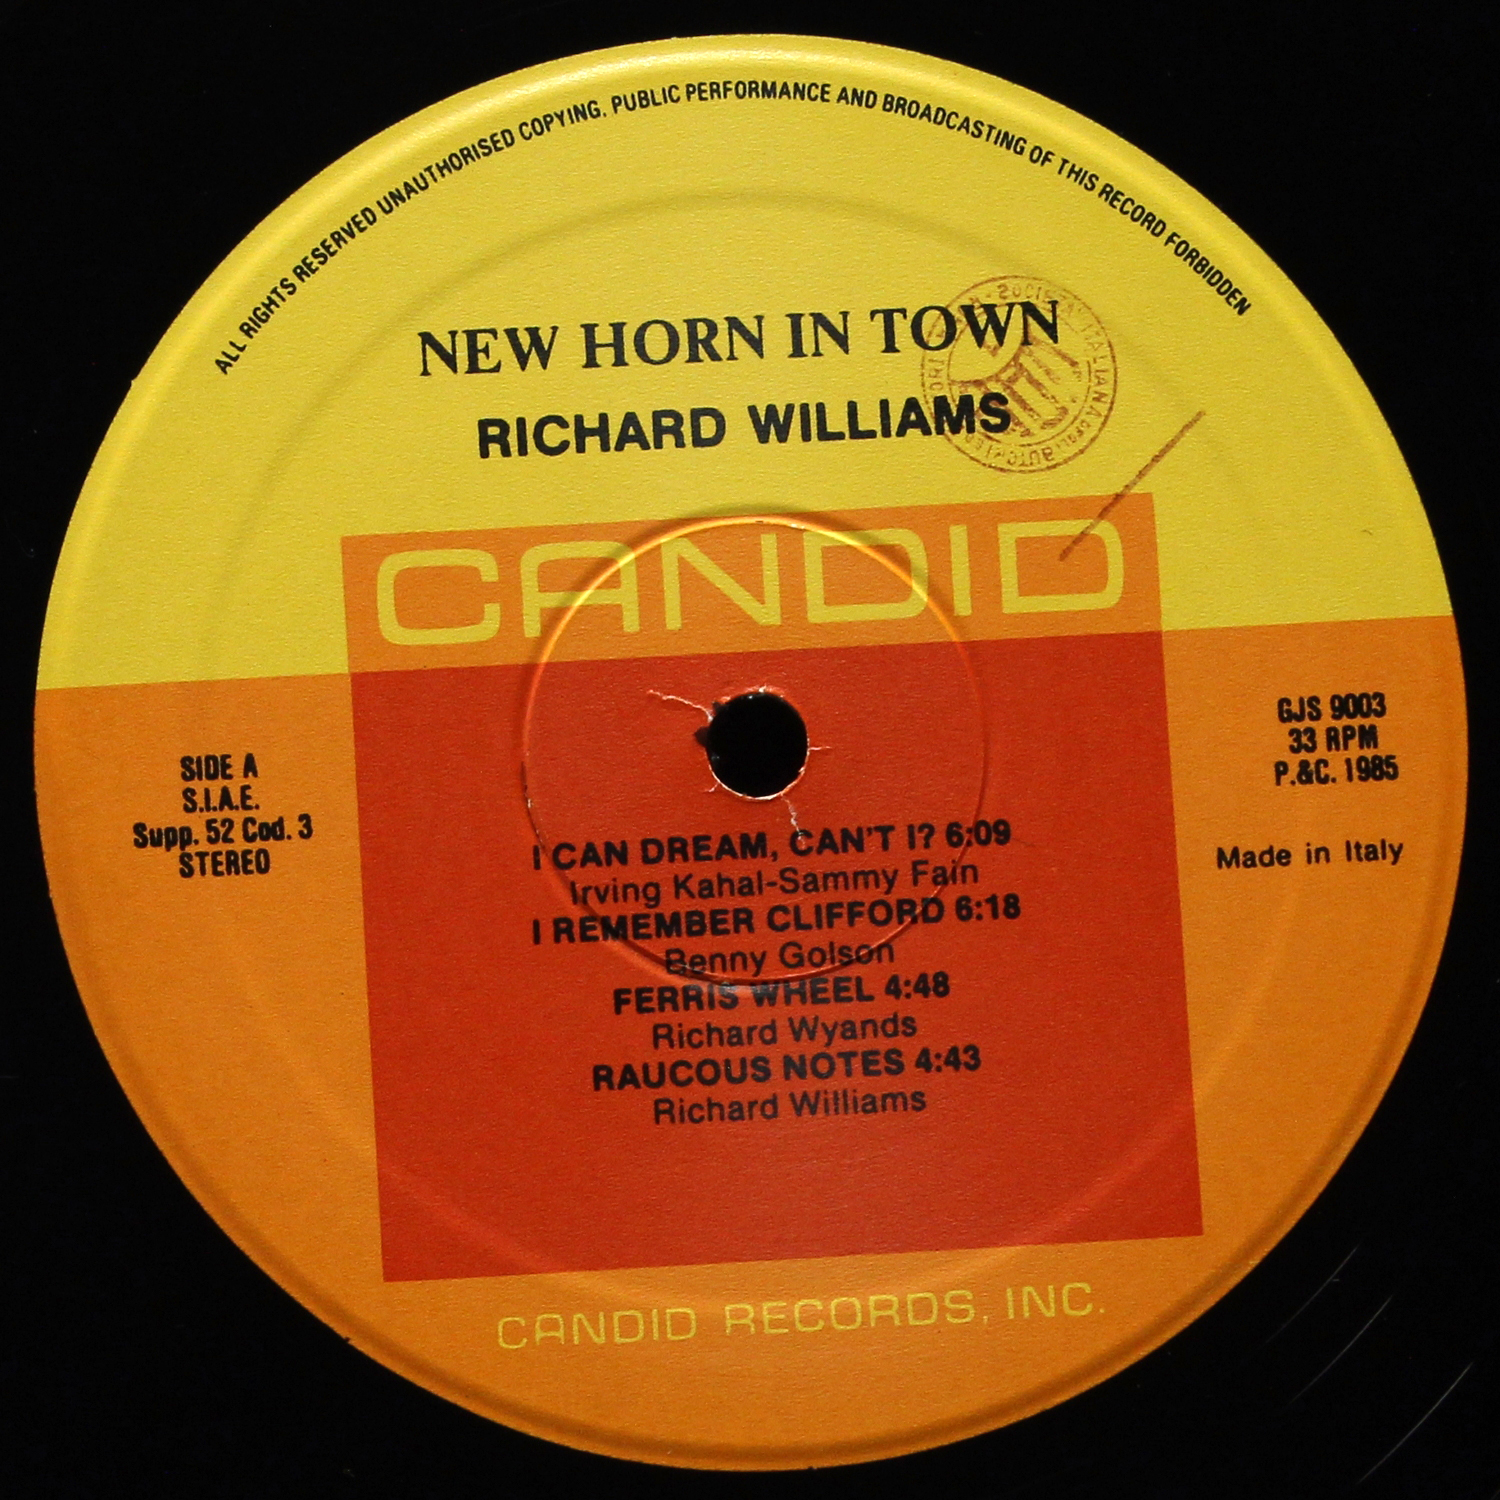 ALL RIGHTS RESERVED UNAUTHORISED COPYING. PUBLIC PERFORMANCE AND BROADCASTING OF THIS RECORD FORBIDDEN
NEW HORN IN TOWN
RICHARD WILLIAMS
CANDID
SIDE A
S.I.A.E.
Supp. 52 Cod. 3
STEREO
GJS 9003
33 RPM
P.&C. 1985
Made in Italy
I CAN DREAM, CAN'T I? 6:09
Irving Kahal-Sammy Fain
I REMEMBER CLIFFORD 6:18
Benny Golson
FERRIS WHEEL 4:48
Richard Wyands
RAUCOUS NOTES 4:43
Richard Williams
CANDID RECORDS, INC.
ITALIANA